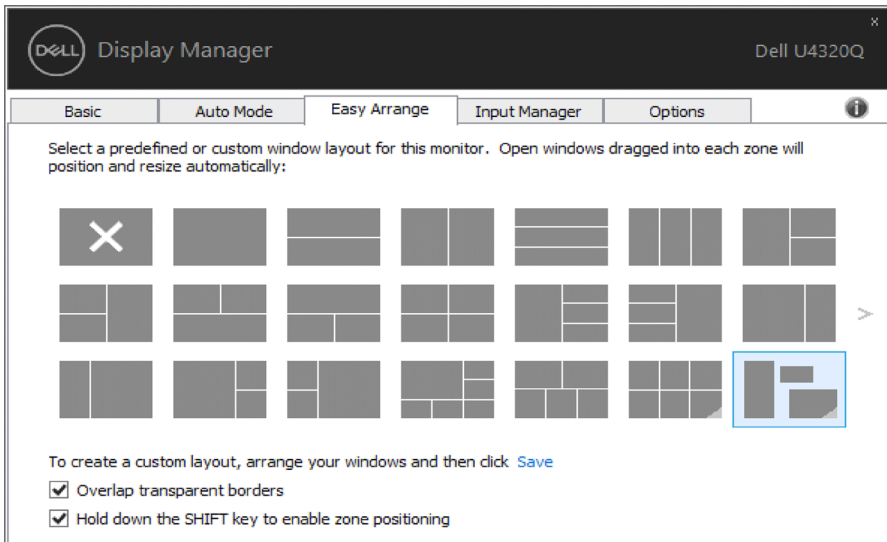 x
DELL Display Manager Dell U4320Q
Basic Auto Mode Easy Arrange Input Manager Options i
Select a predefined or custom window layout for this monitor. Open windows dragged into each zone will
position and resize automatically:
>
To create a custom layout, arrange your windows and then click Save
Overlap transparent borders
Hold down the SHIFT key to enable zone positioning